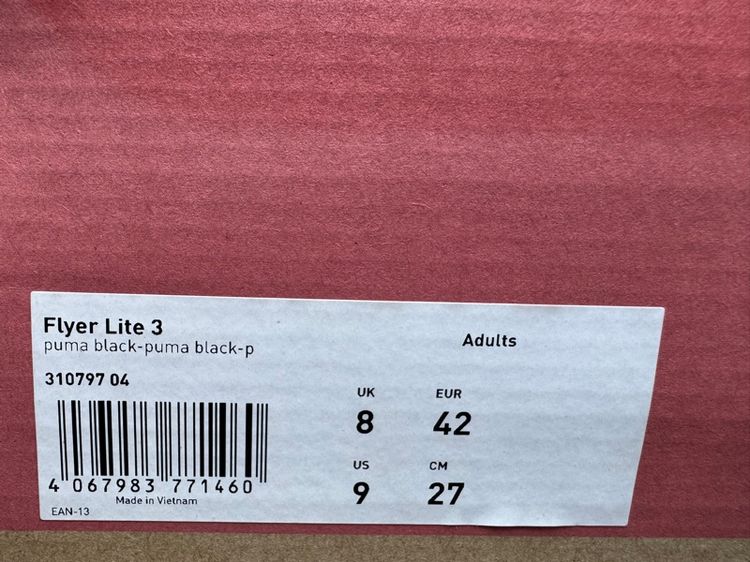 Flyer Lite 3
puma black-puma black-p
Adults
310797 04
UK EUR
8 42
US CM
9 27
4 067983 771460
Made in Vietnam
EAN-13